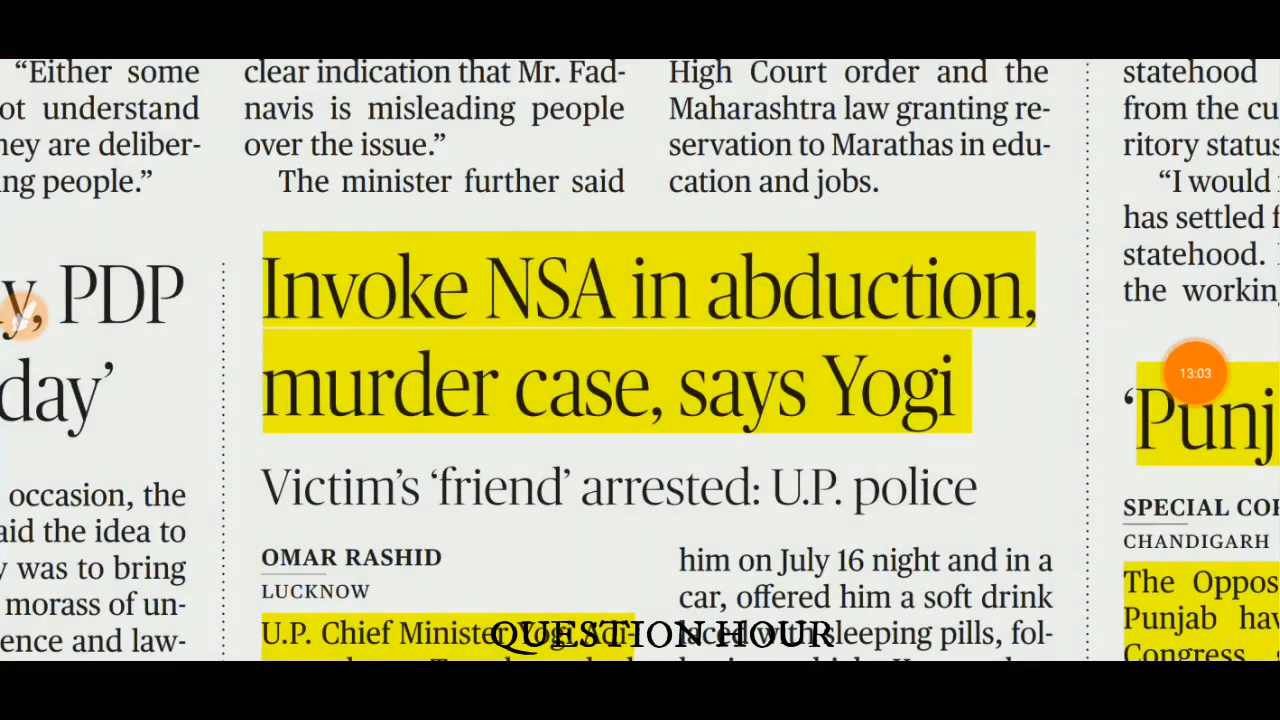 “Either some
ot understand
hey are deliber-
ng people.”
y, PDP
day’
occasion, the
aid the idea to
y was to bring
morass of un-
ence and law-
clear indication that Mr. Fad-
navis is misleading people
over the issue.”
The minister further said
High Court order and the
Maharashtra law granting re-
servation to Marathas in edu-
cation and jobs.
Invoke NSA in abduction,
murder case, says Yogi
Victim’s ‘friend’ arrested: U.P. police
OMAR RASHID
LUCKNOW
U.P. Chief Minister Yogi Adi-
him on July 16 night and in a
car, offered him a soft drink
laced with sleeping pills, fol-
statehood
from the cu
ritory status
“I would
has settled f
statehood.
the working
13:03
‘Punj
SPECIAL COR
CHANDIGARH
The Oppos
Punjab hav
Congress
QUESTION HOUR